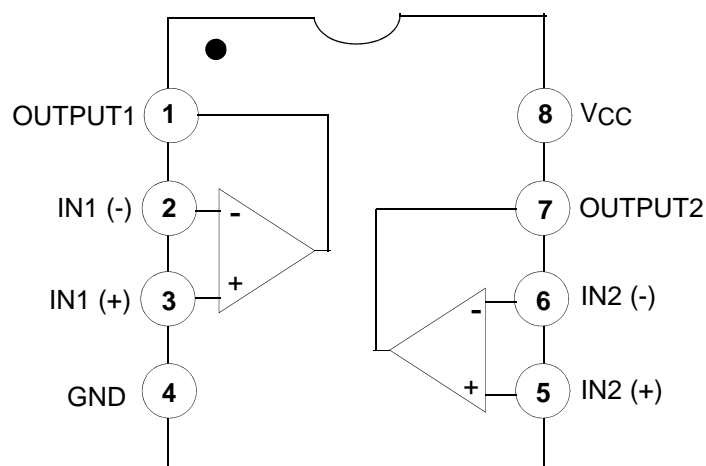 OUTPUT1 1
8 VCC
IN1 (-) 2 -
7 OUTPUT2
IN1 (+) 3 +
- 6 IN2 (-)
GND 4
+ 5 IN2 (+)